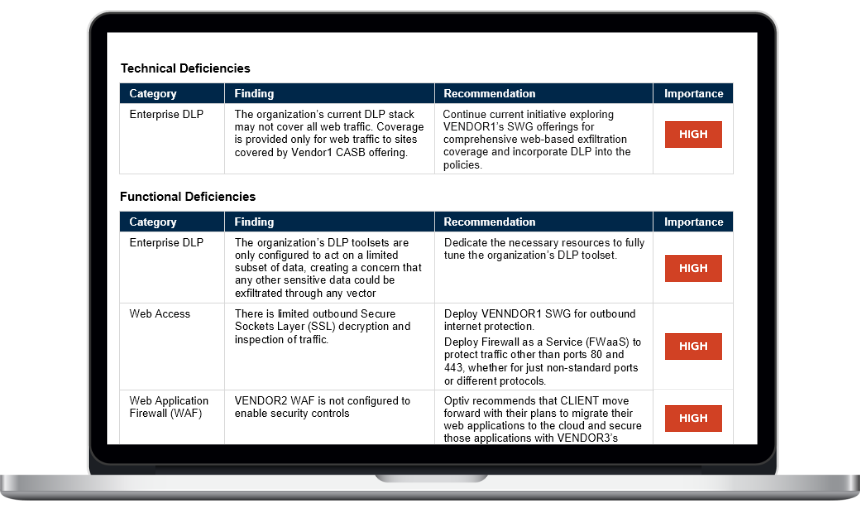 Technical Deficiencies
Category Finding Recommendation Importance
Enterprise DLP
The organization's current DLP stack
may not cover all web traffic. Coverage
is provided only for web traffic to sites
covered by Vendor1 CASB offering.
Continue current initiative exploring
VENDOR1's SWG offerings for
comprehensive web-based exfiltration
coverage and incorporate DLP into the
policies.
HIGH
Functional Deficiencies
Category Finding Recommendation Importance
Enterprise DLP
The organization's DLP toolsets are
only configured to act on a limited
subset of data, creating a concern that
any other sensitive data could be
exfiltrated through any vector
Dedicate the necessary resources to fully
tune the organization's DLP toolset.
HIGH
Web Access
There is limited outbound Secure
Sockets Layer (SSL) decryption and
inspection of traffic.
Deploy VENNDOR1 SWG for outbound
internet protection.
Deploy Firewall as a Service (FWaaS) to
protect traffic other than ports 80 and
443, whether for just non-standard ports
or different protocols.
HIGH
Web Application
Firewall (WAF)
VENDOR2 WAF is not configured to
enable security controls
Optiv recommends that CLIENT move
forward with their plans to migrate their
web applications to the cloud and secure
those applications with VENDOR3's
HIGH